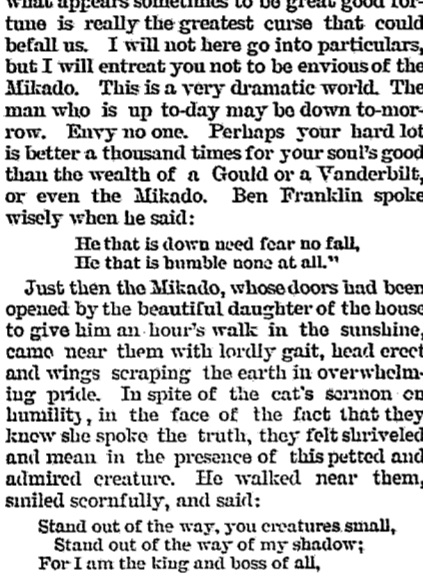 what appears sometimes to be great good for-
tune is really the greatest curse that could
befall us. I will not here go into particulars,
but I will entreat you not to be envious of the
Mikado. This is a very dramatic world. The
man who is up to-day may be down to-mor-
row. Envy no one. Perhaps your hard lot
is better a thousand times for your soul's good
than the wealth of a Gould or a Vanderbilt,
or even the Mikado. Ben Franklin spoke
wisely when he said:
He that is down need fear no fall,
He that is humble none at all."
Just then the Mikado, whose doors had been
opened by the beautiful daughter of the house
to give him an hour's walk in the sunshine,
came near them with lordly gait, head erect
and wings scraping the earth in overwhelm-
ing pride. In spite of the cat's sermon on
humility, in the face of the fact that they
knew she spoke the truth, they felt shriveled
and mean in the presence of this petted and
admired creature. He walked near them,
smiled scornfully, and said:
Stand out of the way, you creatures small,
Stand out of the way of my shadow;
For I am the king and boss of all,